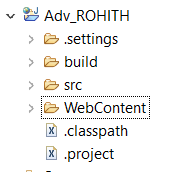 Adv_ROHITH
.settings
build
src
WebContent
.classpath
.project